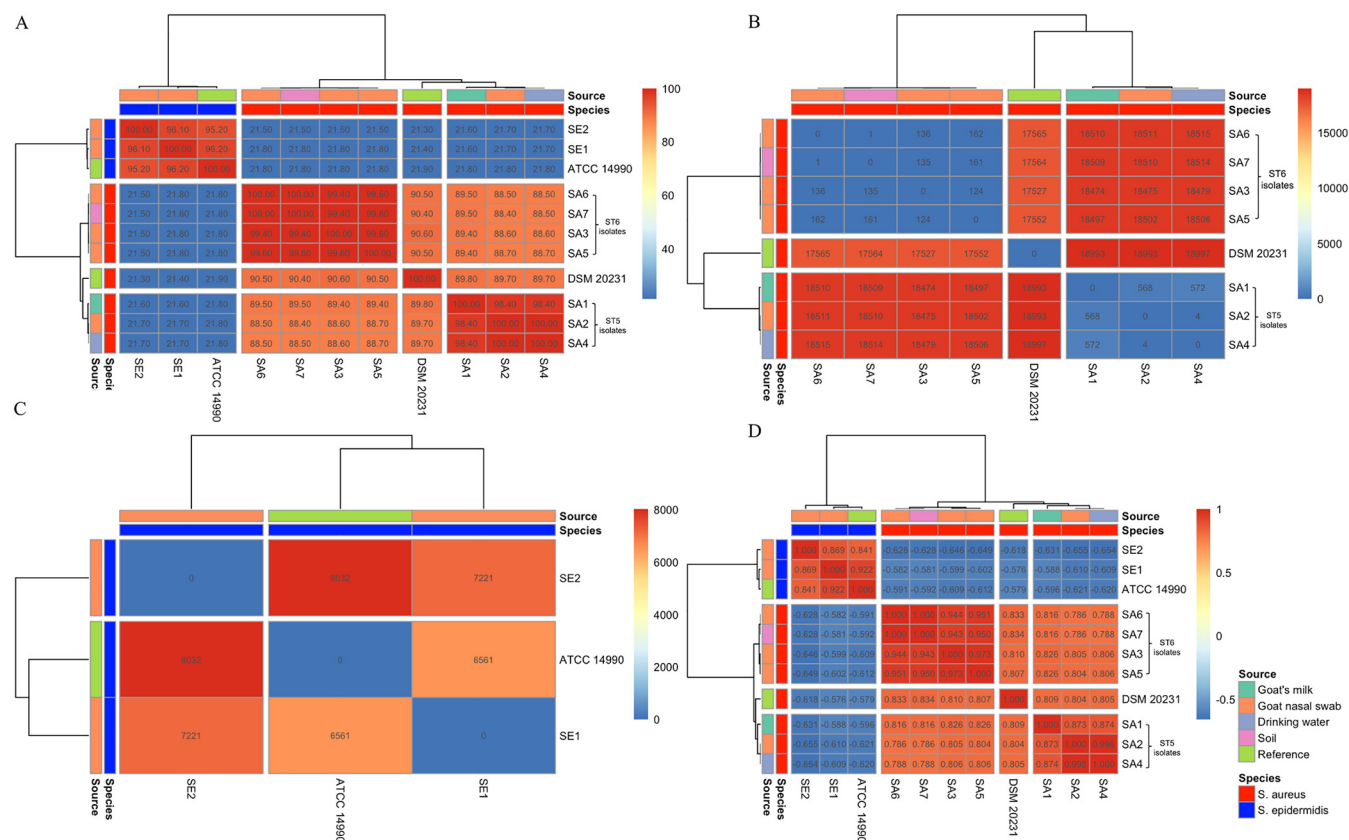 A
Source
Species
100
80
60
40
100.00 96.10 95.20 21.50 21.50 21.50 21.50 21.30 21.60 21.70 21.70 SE2
96.10 100.00 96.20 21.80 21.80 21.80 21.80 21.40 21.60 21.70 21.70 SE1
95.20 96.20 100.00 21.80 21.80 21.80 21.80 21.90 21.80 21.80 21.80 ATCC 14990
21.50 21.80 21.80 100.00 100.00 99.40 99.60 90.50 89.50 88.50 88.50 SA6
21.50 21.80 21.80 100.00 100.00 99.40 99.60 90.40 89.50 88.40 88.50 SA7
21.50 21.80 21.80 99.40 99.40 100.00 99.60 90.60 89.40 88.60 88.60 SA3
21.50 21.80 21.80 99.60 99.60 99.60 100.00 90.50 89.40 88.70 88.70 SA5
ST6
isolates
21.30 21.40 21.90 90.50 90.40 90.60 90.50 100.00 89.80 89.70 89.70 DSM 20231
21.60 21.60 21.80 89.50 89.50 89.40 89.40 89.80 100.00 98.40 98.40 SA1
21.70 21.70 21.80 88.50 88.40 88.60 88.70 89.70 98.40 100.00 100.00 SA2
21.70 21.70 21.80 88.50 88.50 88.60 88.70 89.70 98.40 100.00 100.00 SA4
ST5
isolates
Sourc Specie SE2 SE1 ATCC 14990 SA6 SA7 SA3 SA5 DSM 20231 SA1 SA2 SA4
B
Source
Species
15000
10000
5000
0
0 1 136 162 17565 18510 18511 18515 SA6
1 0 135 161 17564 18509 18510 18514 SA7
136 135 0 124 17527 18474 18475 18479 SA3
162 161 124 0 17552 18497 18502 18506 SA5
ST6
isolates
17565 17564 17527 17552 0 18993 18993 18997 DSM 20231
18510 18509 18474 18497 18993 0 568 572 SA1
18511 18510 18475 18502 18993 568 0 4 SA2
18515 18514 18479 18506 18997 572 4 0 SA4
ST5
isolates
Source Species SA6 SA7 SA3 SA5 DSM 20231 SA1 SA2 SA4
C
Source
Species
8000
6000
4000
2000
0
0 8032 7221 SE2
8032 0 6561 ATCC 14990
7221 6561 0 SE1
Source Species SE2 ATCC 14990 SE1
D
Source
Species
1
0.5
0
-0.5
1.000 0.869 0.841 -0.628 -0.628 -0.646 -0.649 -0.618 -0.631 -0.655 -0.654 SE2
0.869 1.000 0.922 -0.582 -0.581 -0.599 -0.602 -0.576 -0.588 -0.610 -0.609 SE1
0.841 0.922 1.000 -0.591 -0.592 -0.609 -0.612 -0.579 -0.596 -0.621 -0.620 ATCC 14990
-0.628 -0.582 -0.591 1.000 1.000 0.944 0.951 0.833 0.816 0.786 0.788 SA6
-0.628 -0.581 -0.592 1.000 1.000 0.943 0.950 0.834 0.816 0.786 0.788 SA7
-0.646 -0.599 -0.609 0.944 0.943 1.000 0.973 0.810 0.826 0.805 0.806 SA3
-0.649 -0.602 -0.612 0.951 0.950 0.973 1.000 0.807 0.826 0.804 0.806 SA5
ST6
isolates
-0.618 -0.576 -0.579 0.833 0.834 0.810 0.807 1.000 0.809 0.804 0.805 DSM 20231
-0.631 -0.588 -0.596 0.816 0.816 0.826 0.826 0.809 1.000 0.873 0.874 SA1
-0.655 -0.610 -0.621 0.786 0.786 0.805 0.804 0.804 0.873 1.000 SA2
-0.654 -0.609 -0.620 0.788 0.788 0.806 0.806 0.805 0.874 1.000 SA4
ST5
isolates
Source Species SE2 SE1 ATCC 14990 SA6 SA7 SA3 SA5 DSM 20231 SA1 SA2 SA4
Source
Goat's milk
Goat nasal swab
Drinking water
Soil
Reference
Species
S. aureus
S. epidermidis